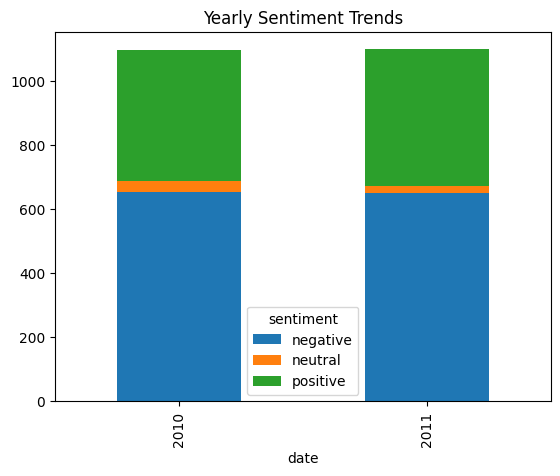 Yearly Sentiment Trends
1000
800
600
400
200
0
sentiment
negative
neutral
positive
2010
2011
date